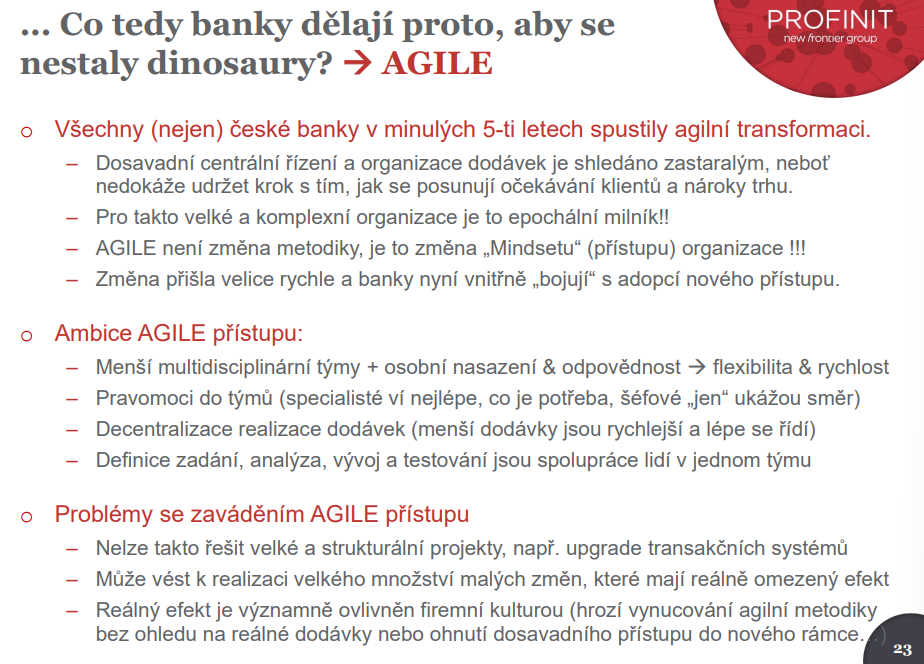 ... Co tedy banky dělají proto, aby se
nestaly dinosaury? → AGILE
PROFINIT
new frontier group
o Všechny (nejen) české banky v minulých 5-ti letech spustily agilní transformaci.
– Dosavadní centrální řízení a organizace dodávek je shledáno zastaralým, neboť
nedokáže udržet krok s tím, jak se posunují očekávání klientů a nároky trhu.
– Pro takto velké a komplexní organizace je to epochální milník!!
– AGILE není změna metodiky, je to změna „Mindsetu“ (přístupu) organizace !!!
– Změna přišla velice rychle a banky nyní vnitřně „bojují“ s adopcí nového přístupu.
o Ambice AGILE přístupu:
– Menší multidisciplinární týmy + osobní nasazení & odpovědnost → flexibilita & rychlost
– Pravomoci do týmů (specialisté ví nejlépe, co je potřeba, šéfové „jen“ ukážou směr)
– Decentralizace realizace dodávek (menší dodávky jsou rychlejší a lépe se řídí)
– Definice zadání, analýza, vývoj a testování jsou spolupráce lidí v jednom týmu
o Problémy se zaváděním AGILE přístupu
– Nelze takto řešit velké a strukturální projekty, např. upgrade transakčních systémů
– Může vést k realizaci velkého množství malých změn, které mají reálně omezený efekt
– Reálný efekt je významně ovlivněn firemní kulturou (hrozí vynucování agilní metodiky
bez ohledu na reálné dodávky nebo ohnutí dosavadního přístupu do nového rámce…)
23